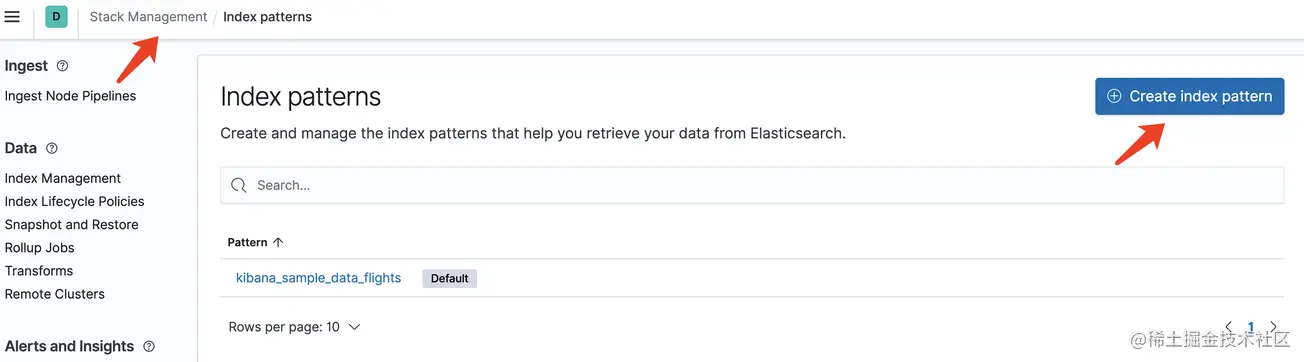 D Stack Management / Index patterns
Ingest
Ingest Node Pipelines
Data
Index Management
Index Lifecycle Policies
Snapshot and Restore
Rollup Jobs
Transforms
Remote Clusters
Alerts and Insights
Index patterns
Create index pattern
Create and manage the index patterns that help you retrieve your data from Elasticsearch.
Search...
Pattern
kibana_sample_data_flights Default
Rows per page: 10
1
@稀土掘金技术社区